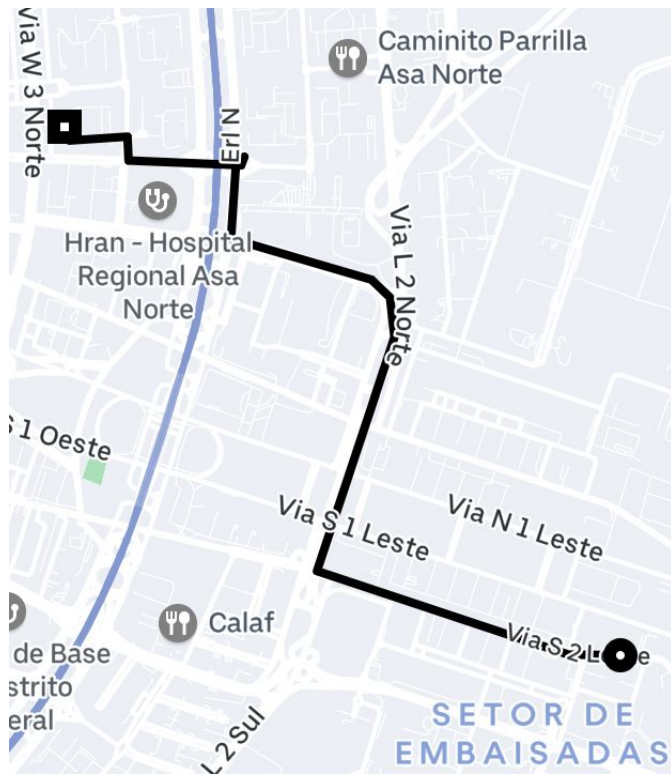 Via W 3 Norte
Caminito Parrilla
Asa Norte
Erl N
Hran - Hospital
Regional Asa
Norte
Via L 2 Norte
S 1 Oeste
Via S 1 Leste
Via N 1 Leste
Calaf
Via S 2 L e
de Base
strito
eral
L 2 Sul
SETOR DE
EMBAIXADAS